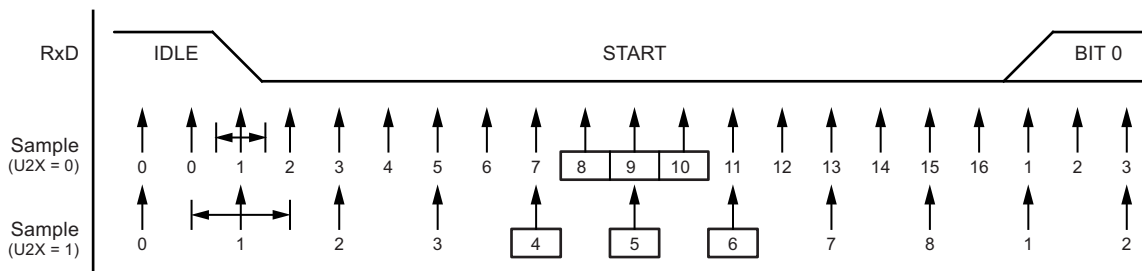 RxD IDLE START BIT 0
Sample
(U2X = 0)
0 0 1 2 3 4 5 6 7 8 9 10 11 12 13 14 15 16 1 2 3
Sample
(U2X = 1)
0 1 2 3 4 5 6 7 8 1 2